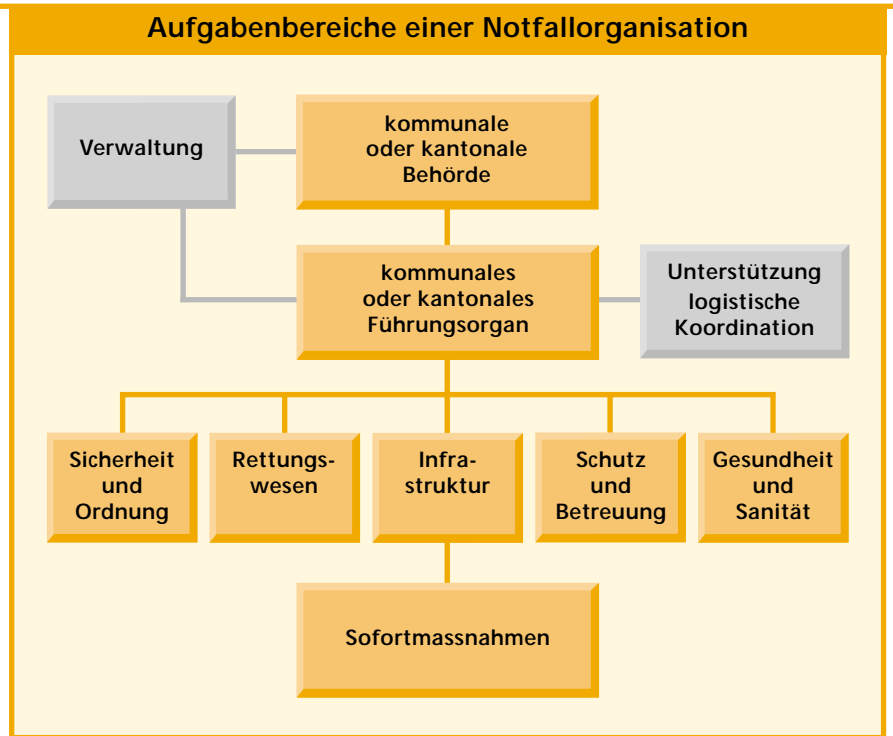 Aufgabenbereiche einer Notfallorganisation
Verwaltung
kommunale
oder kantonale
Behörde
kommunales
oder kantonales
Führungsorgan
Unterstützung
logistische
Koordination
Sicherheit
und
Ordnung
Rettungs-
wesen
Infra-
struktur
Schutz
und
Betreuung
Gesundheit
und
Sanität
Sofortmassnahmen